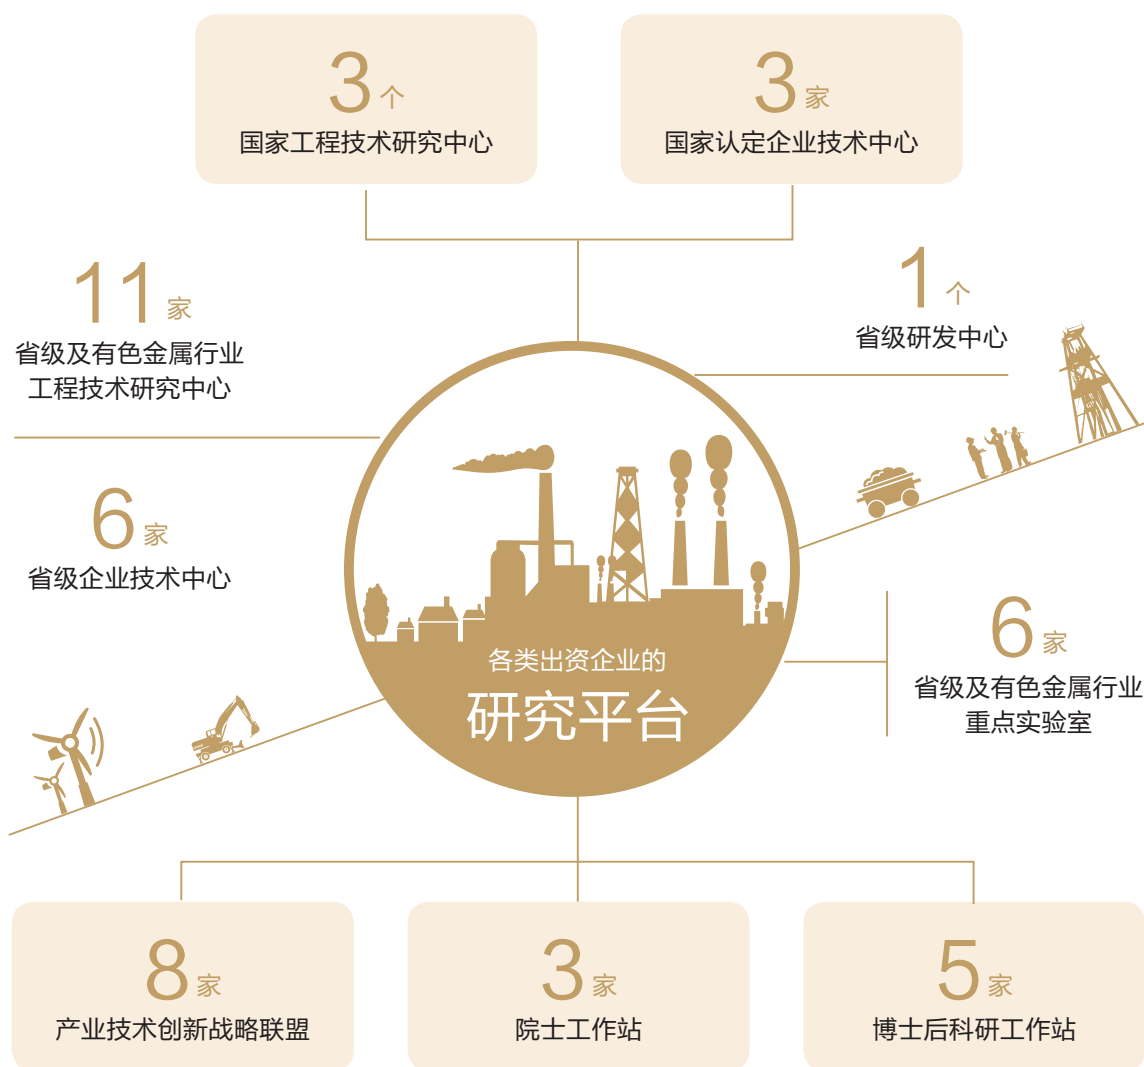 3 个
国家工程技术研究中心
3 家
国家认定企业技术中心
11 家
省级及有色金属行业
工程技术研究中心
1 个
省级研发中心
6 家
省级企业技术中心
6 家
省级及有色金属行业
重点实验室
各类出资企业的
研究平台
8 家
产业技术创新战略联盟
3 家
院士工作站
5 家
博士后科研工作站